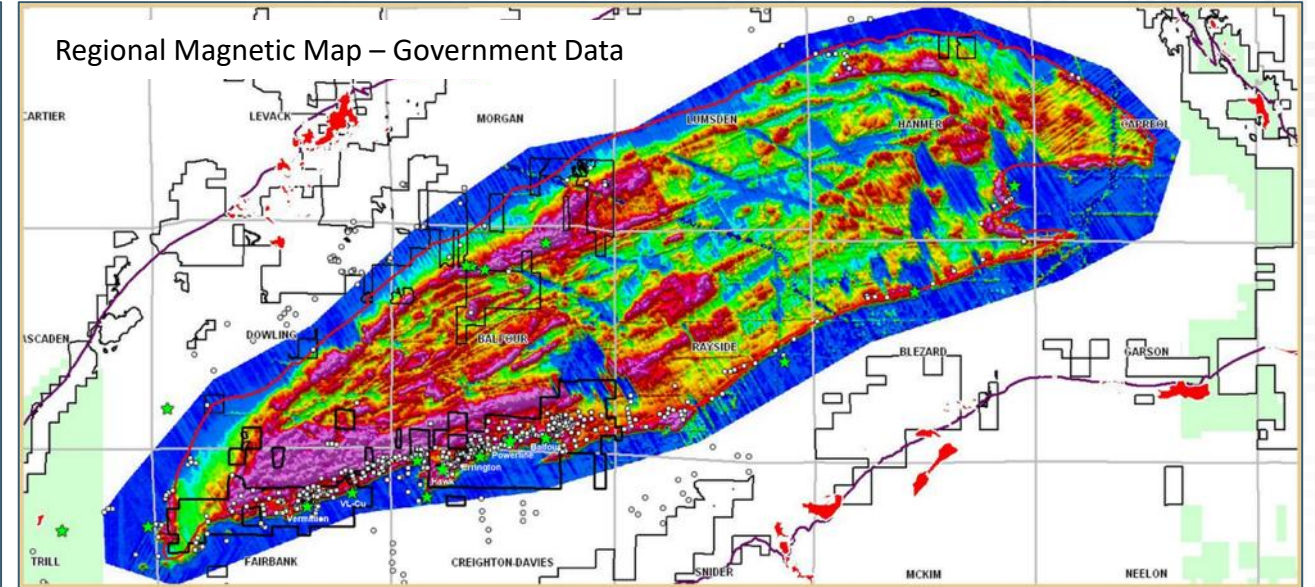 Regional Magnetic Map – Government Data
CARTIER
LEVACK
MORGAN
LUMSDEN
HANMER
CAPREOL
ASCADEN
DOWLING
BALFOUR
RAYSIDE
BLEZARD
GARSON
Balfour
Powerline
Errington
Hawk
VL-Cu
Vermilion
TRILL
FAIRBANK
CREIGHTON-DAVIES
SNIDER
MCKIM
NEELON